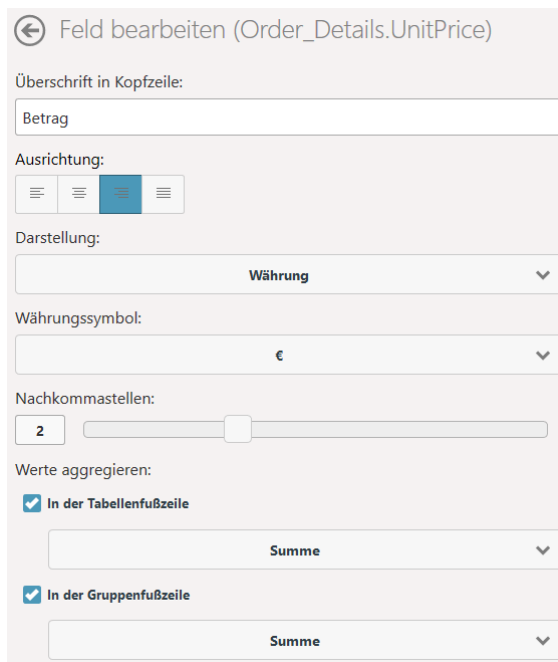 Feld bearbeiten (Order_Details.UnitPrice)
Überschrift in Kopfzeile:
Betrag
Ausrichtung:
Darstellung:
Währung
Währungssymbol:
€
Nachkommastellen:
2
Werte aggregieren:
In der Tabellenfußzeile
Summe
In der Gruppenfußzeile
Summe